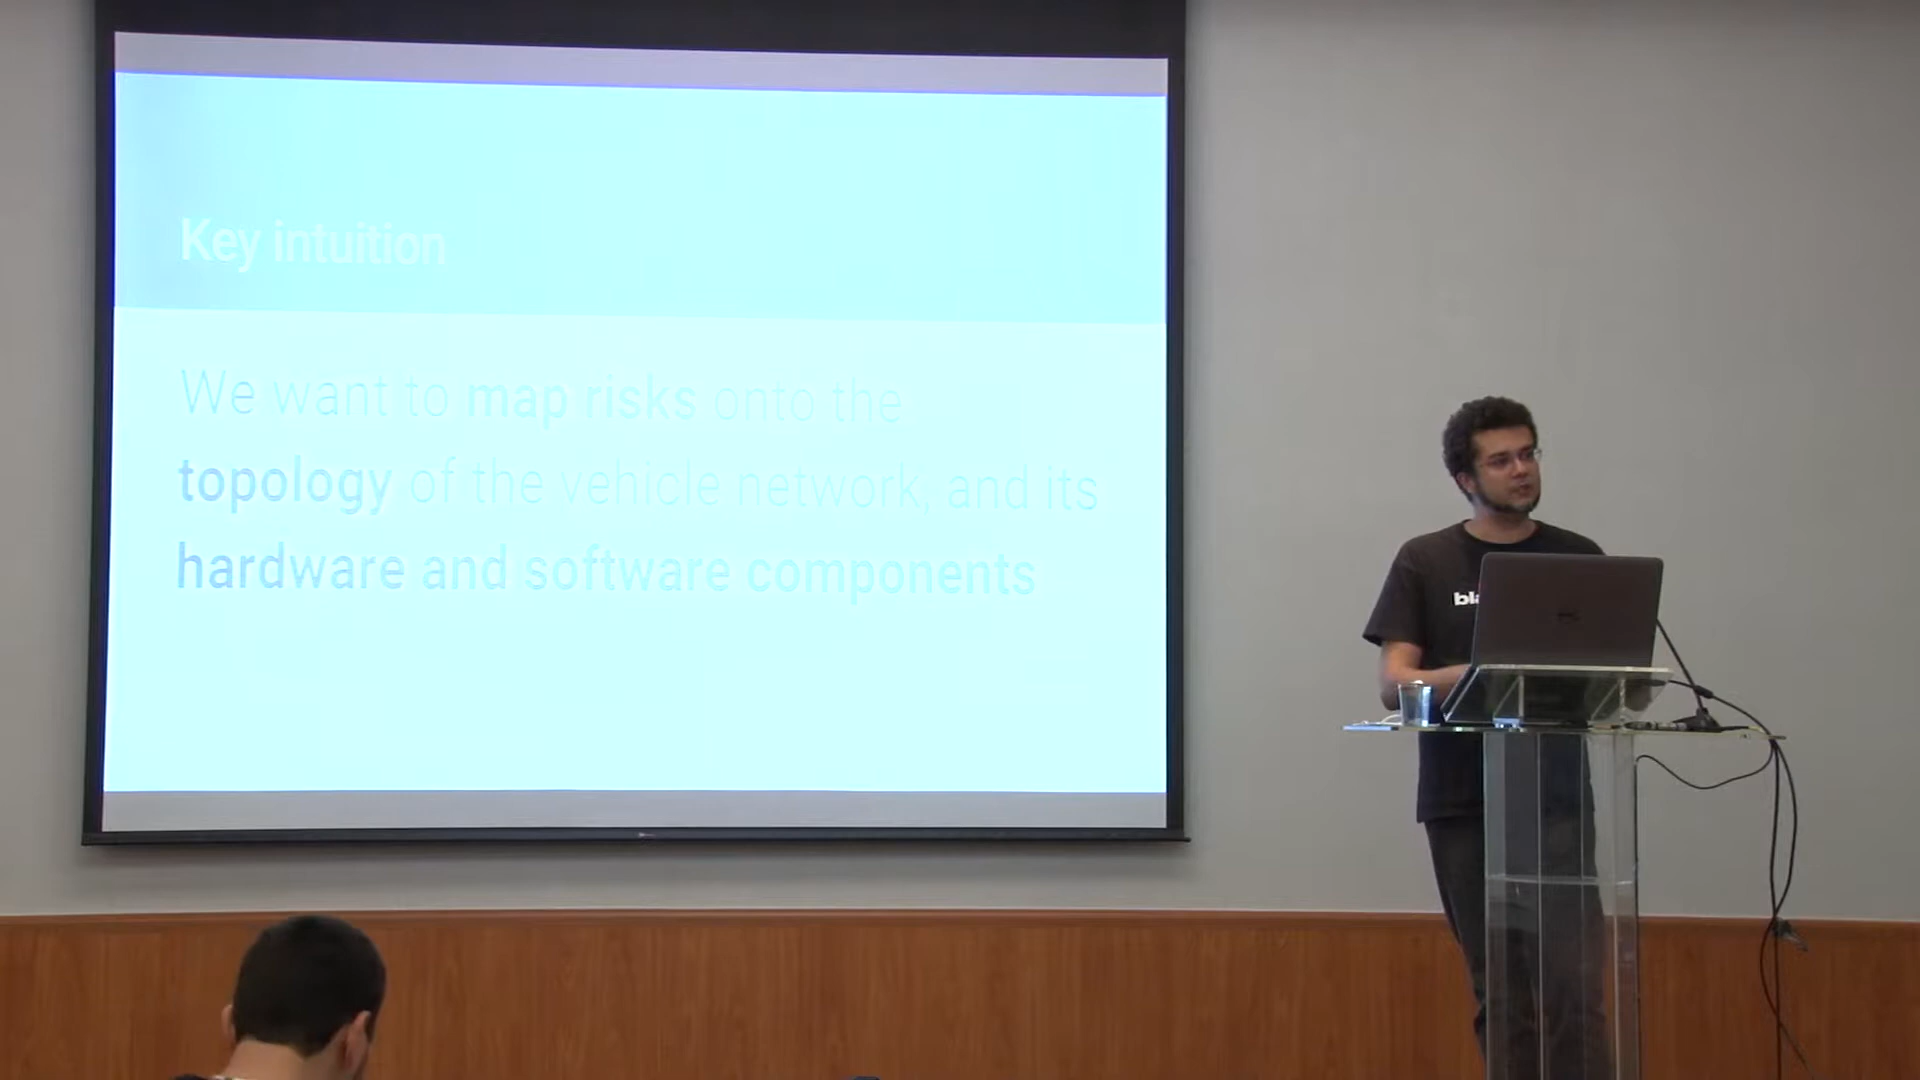 Key intuition
We want to map risks onto the
topology of the vehicle network, and its
hardware and software components